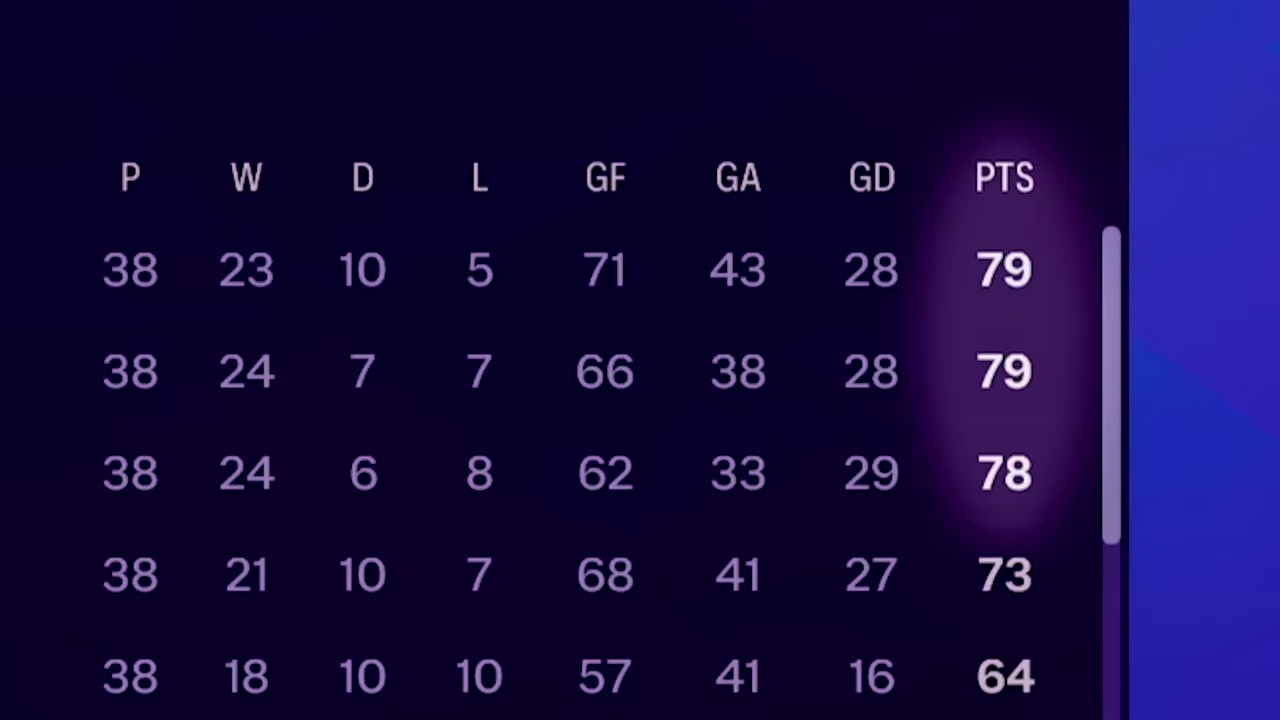 P W D L GF GA GD PTS
38 23 10 5 71 43 28 79
38 24 7 7 66 38 28 79
38 24 6 8 62 33 29 78
38 21 10 7 68 41 27 73
38 18 10 10 57 41 16 64